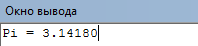 Окно вывода
Pi = 3.14180